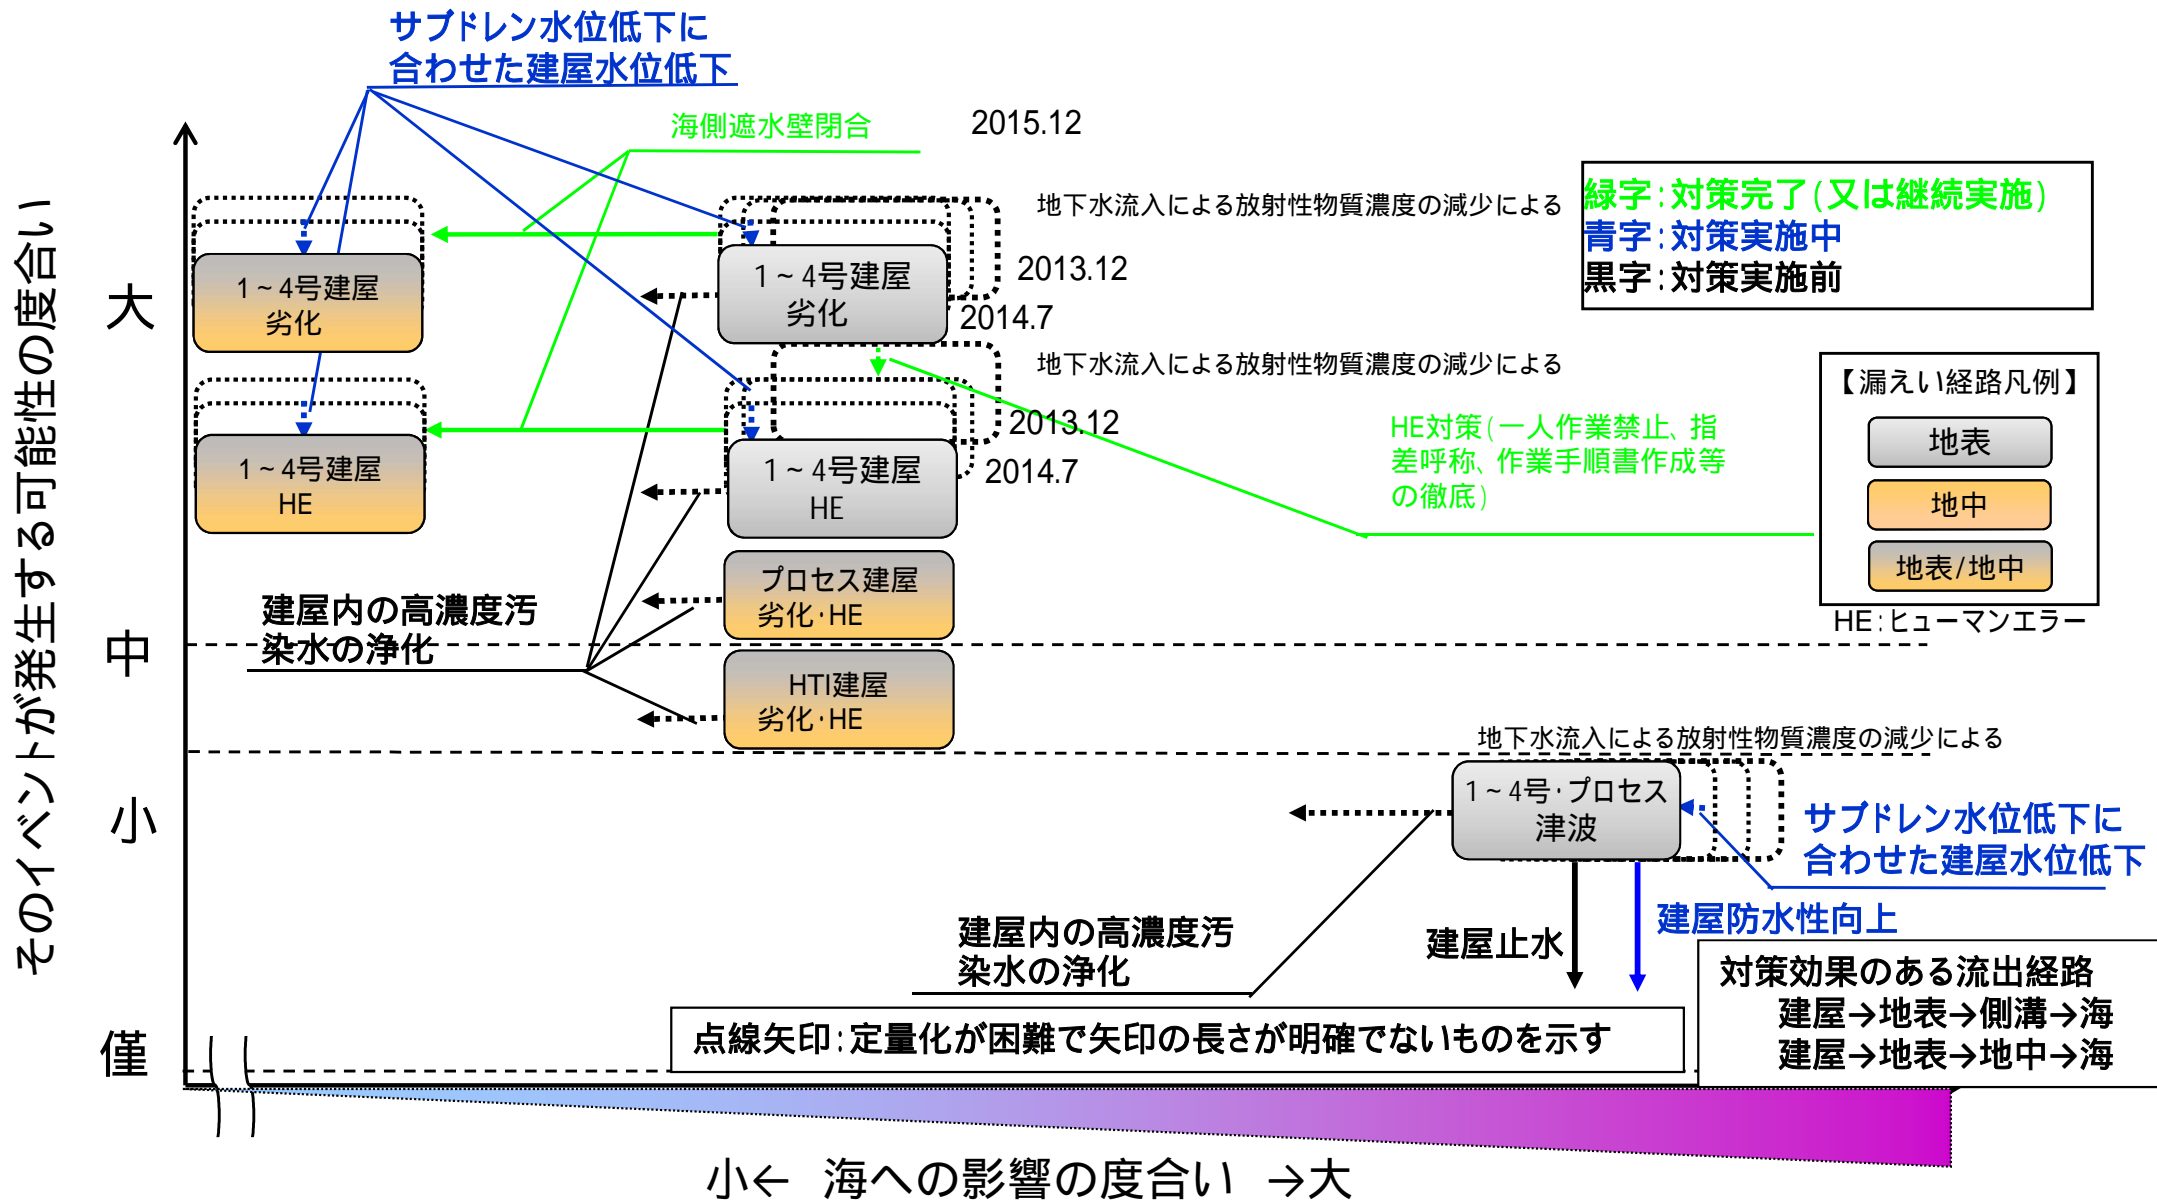 サブドレン水位低下に
合わせた建屋水位低下
海側遮水壁閉合
2015.12
地下水流入による放射性物質濃度の減少による
緑字:対策完了(又は継続実施)
青字:対策実施中
黒字:対策実施前
そのイベントが発生する可能性の度合い
大
中
小
僅
1~4号建屋
劣化
1~4号建屋
劣化
2013.12
2014.7
地下水流入による放射性物質濃度の減少による
【漏えい経路凡例】
地表
地中
地表/地中
HE:ヒューマンエラー
2013.12
2014.7
HE対策(一人作業禁止、指
差呼称、作業手順書作成等
の徹底)
1~4号建屋
HE
1~4号建屋
HE
プロセス建屋
劣化・HE
建屋内の高濃度汚
染水の浄化
HTI建屋
劣化・HE
地下水流入による放射性物質濃度の減少による
1~4号・プロセス
津波
サブドレン水位低下に
合わせた建屋水位低下
建屋防水性向上
建屋止水
建屋内の高濃度汚
染水の浄化
対策効果のある流出経路
建屋→地表→側溝→海
建屋→地表→地中→海
点線矢印:定量化が困難で矢印の長さが明確でないものを示す
小← 海への影響の度合い →大